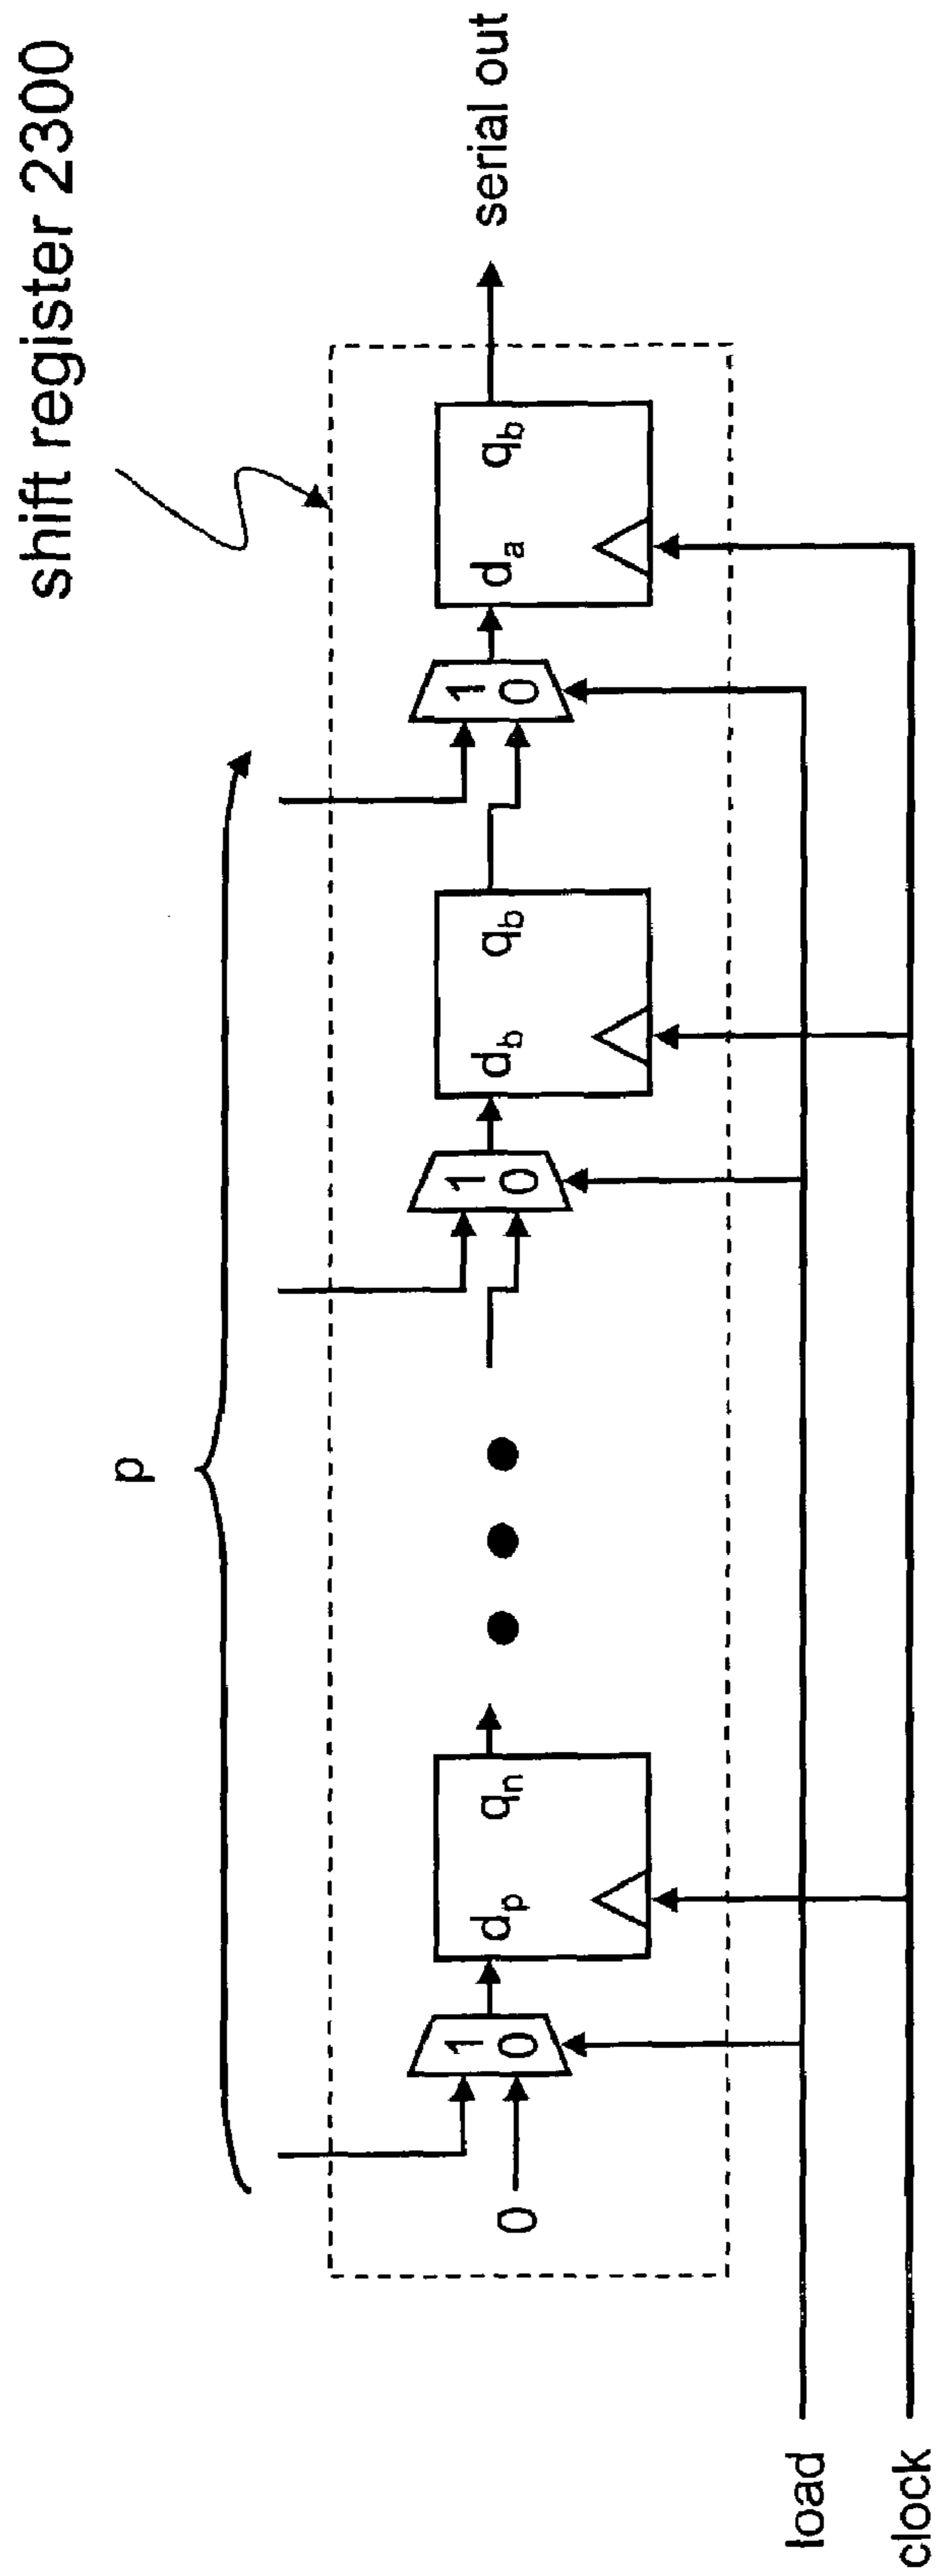 shift register 2300
p
1
0
d_p
q_n
1
0
d_b
q_b
1
0
d_a
q_b
serial out
0
load
clock